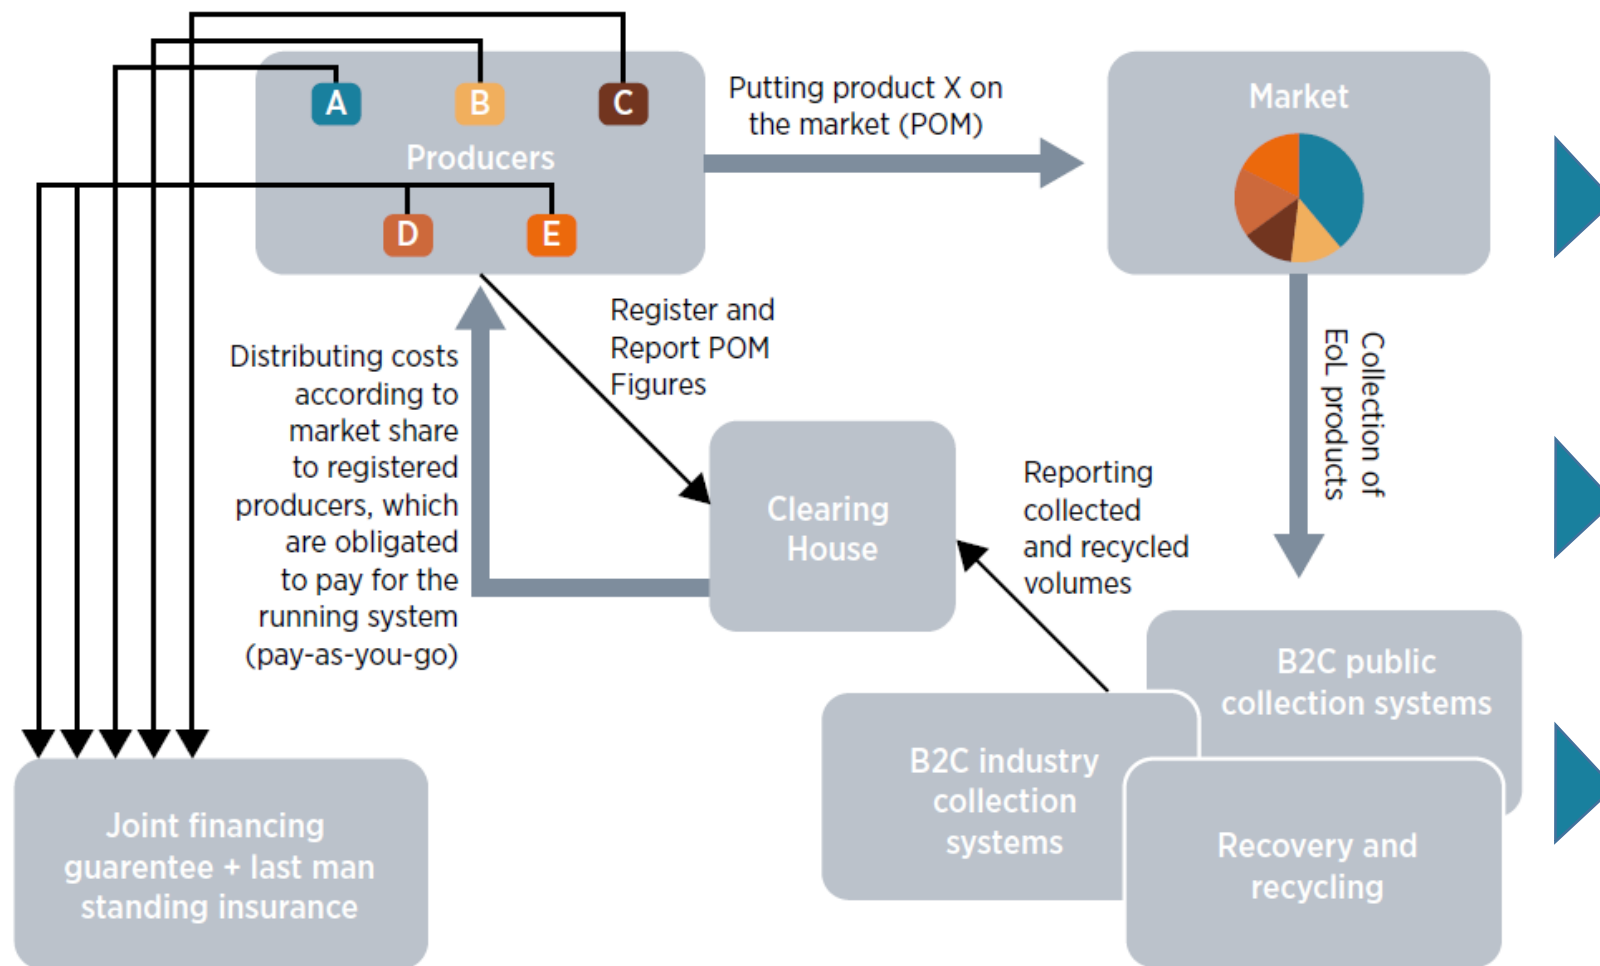 A
B
C
Producers
D
E
Putting product X on
the market (POM)
Market
Register and
Report POM
Figures
Distributing costs
according to
market share
to registered
producers, which
are obligated
to pay for the
running system
(pay-as-you-go)
Collection of
EoL products
Clearing
House
Reporting
collected
and recycled
volumes
B2C public
collection systems
B2C industry
collection
systems
Recovery and
recycling
Joint financing
guarentee + last man
standing insurance